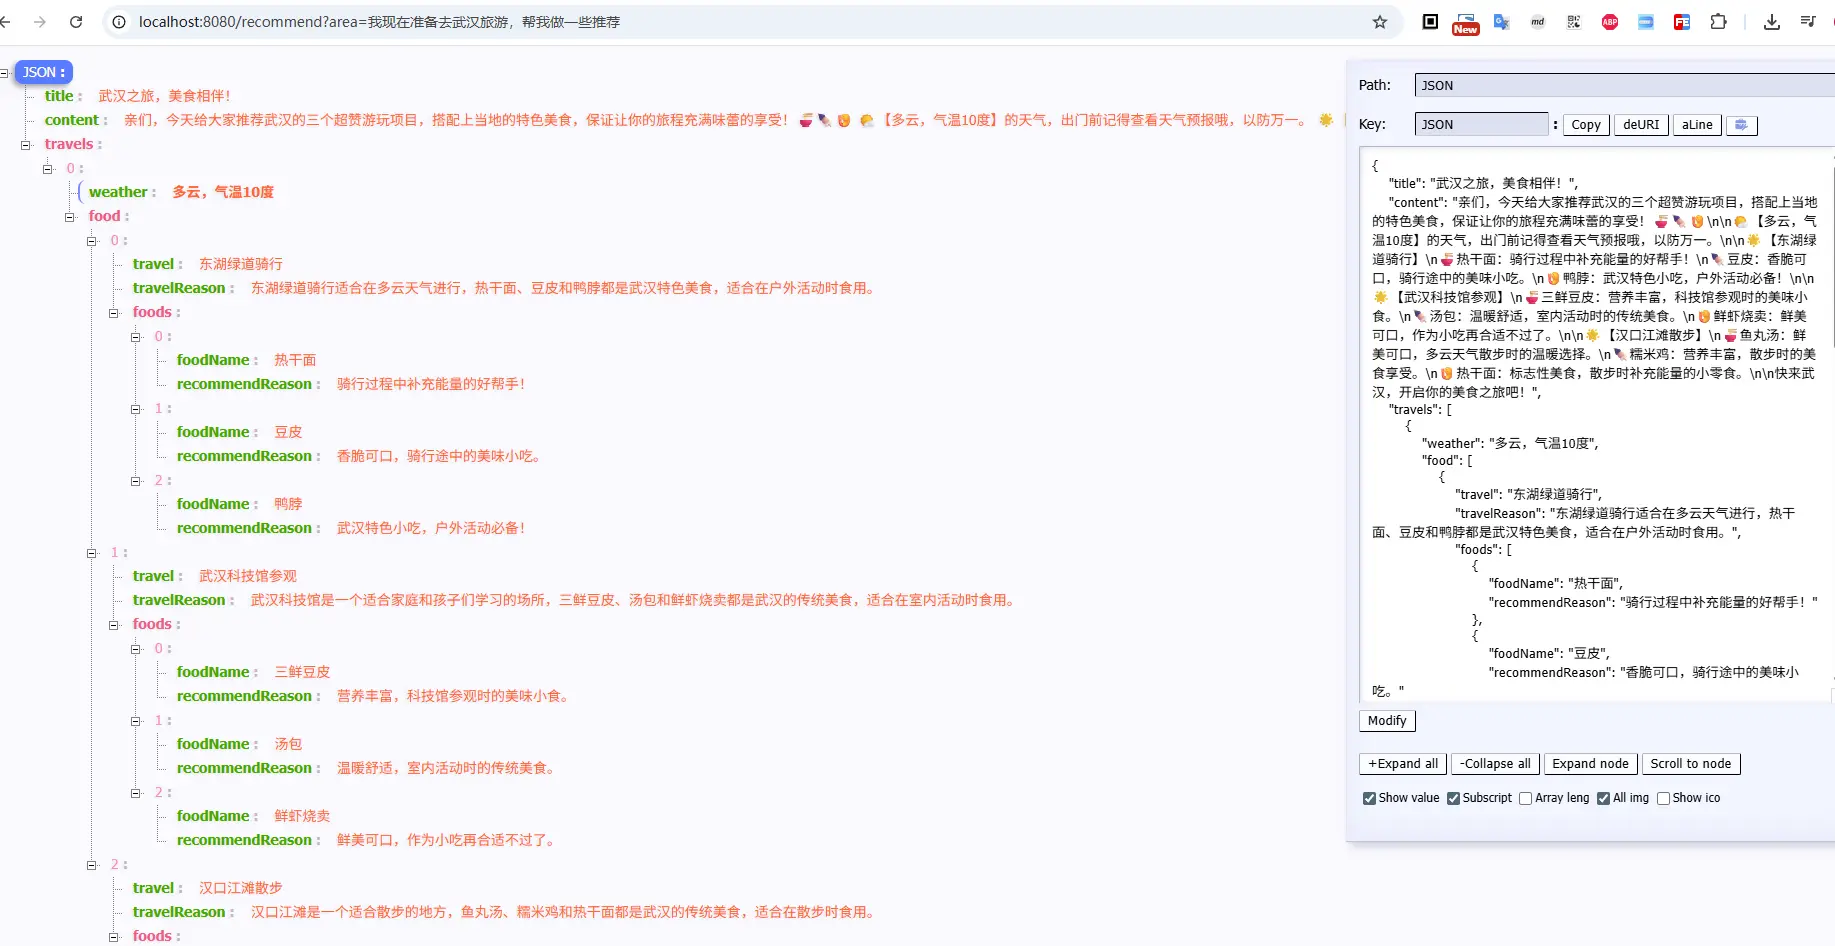 localhost:8080/recommend?area=我现在准备去武汉旅游，帮我做一些推荐
New
md
ABP
JSON :
title : 武汉之旅，美食相伴！
content : 亲们，今天给大家推荐武汉的三个超赞游玩项目，搭配上当地的特色美食，保证让你的旅程充满味蕾的享受！🍜🍢🥘 🌤️【多云，气温10度】的天气，出门前记得查看天气预报哦，以防万一。 🌟
travels :
0 :
weather : 多云，气温10度
food :
0 :
travel : 东湖绿道骑行
travelReason : 东湖绿道骑行适合在多云天气进行，热干面、豆皮和鸭脖都是武汉特色美食，适合在户外活动时食用。
foods :
0 :
foodName : 热干面
recommendReason : 骑行过程中补充能量的好帮手！
1 :
foodName : 豆皮
recommendReason : 香脆可口，骑行途中的美味小吃。
2 :
foodName : 鸭脖
recommendReason : 武汉特色小吃，户外活动必备！
1 :
travel : 武汉科技馆参观
travelReason : 武汉科技馆是一个适合家庭和孩子们学习的场所，三鲜豆皮、汤包和鲜虾烧卖都是武汉的传统美食，适合在室内活动时食用。
foods :
0 :
foodName : 三鲜豆皮
recommendReason : 营养丰富，科技馆参观时的美味小食。
1 :
foodName : 汤包
recommendReason : 温暖舒适，室内活动时的传统美食。
2 :
foodName : 鲜虾烧卖
recommendReason : 鲜美可口，作为小吃再合适不过了。
2 :
travel : 汉口江滩散步
travelReason : 汉口江滩是一个适合散步的地方，鱼丸汤、糯米鸡和热干面都是武汉的传统美食，适合在散步时食用。
foods :
Path: JSON
Key: JSON : Copy deURI aLine
{
"title": "武汉之旅，美食相伴！",
"content": "亲们，今天给大家推荐武汉的三个超赞游玩项目，搭配上当地
的特色美食，保证让你的旅程充满味蕾的享受！🍜🍢🥘\n\n🌤️【多云，气
温10度】的天气，出门前记得查看天气预报哦，以防万一。\n\n🌟【东湖绿
道骑行】\n🍜热干面：骑行过程中补充能量的好帮手！\n🍢豆皮：香脆可
口，骑行途中的美味小吃。\n🥘鸭脖：武汉特色小吃，户外活动必备！\n\n
🌟【武汉科技馆参观】\n🍜三鲜豆皮：营养丰富，科技馆参观时的美味小
食。\n🍢汤包：温暖舒适，室内活动时的传统美食。\n🥘鲜虾烧卖：鲜美
可口，作为小吃再合适不过了。\n\n🌟【汉口江滩散步】\n🍜鱼丸汤：鲜
美可口，多云天气散步时的温暖选择。\n🍢糯米鸡：营养丰富，散步时的美
食享受。\n🥘热干面：标志性美食，散步时补充能量的小零食。\n\n快来武
汉，开启你的美食之旅吧！",
"travels": [
{
"weather": "多云，气温10度",
"food": [
{
"travel": "东湖绿道骑行",
"travelReason": "东湖绿道骑行适合在多云天气进行，热干
面、豆皮和鸭脖都是武汉特色美食，适合在户外活动时食用。",
"foods": [
{
"foodName": "热干面",
"recommendReason": "骑行过程中补充能量的好帮手！"
},
{
"foodName": "豆皮",
"recommendReason": "香脆可口，骑行途中的美味小
吃。"
Modify
+Expand all -Collapse all Expand node Scroll to node
Show value Subscript Array leng All img Show ico